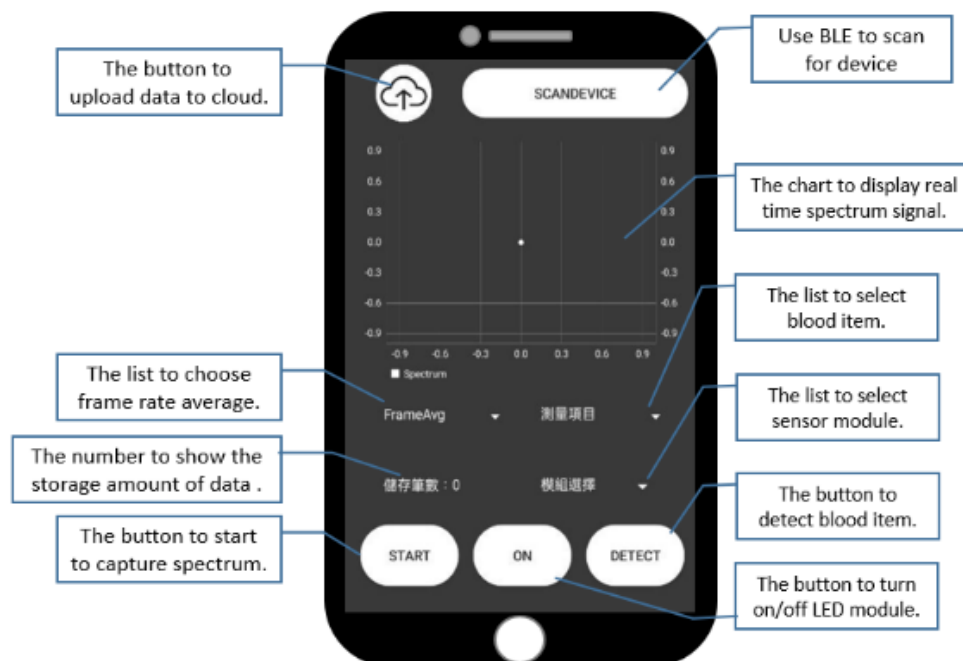 The button to
upload data to cloud.
Use BLE to scan
for device
SCANDEVICE
0.9
0.6
0.3
0.0
-0.3
-0.6
-0.9
0.9
0.6
0.3
0.0
-0.3
-0.6
-0.9
-0.9
-0.6
-0.3
0.0
0.3
0.6
0.9
Spectrum
The chart to display real
time spectrum signal.
The list to select
blood item.
The list to choose
frame rate average.
FrameAvg
測量項目
The list to select
sensor module.
The number to show the
storage amount of data .
儲存筆數：0
模組選擇
The button to
detect blood item.
The button to start
to capture spectrum.
START
ON
DETECT
The button to turn
on/off LED module.